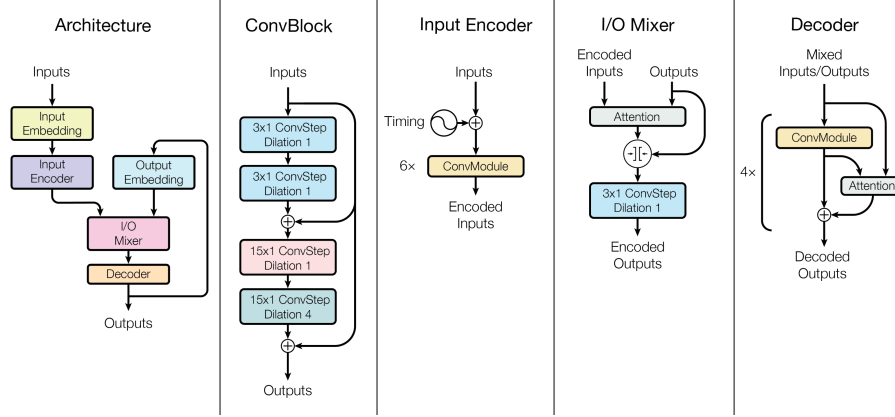 Architecture
Inputs
Input
Embedding
Input
Encoder
Output
Embedding
I/O
Mixer
Decoder
Outputs
ConvBlock
Inputs
3x1 ConvStep
Dilation 1
3x1 ConvStep
Dilation 1
15x1 ConvStep
Dilation 1
15x1 ConvStep
Dilation 4
Outputs
Input Encoder
Inputs
Timing
6×
ConvModule
Encoded
Inputs
I/O Mixer
Encoded
Inputs
Outputs
Attention
3x1 ConvStep
Dilation 1
Encoded
Outputs
Decoder
Mixed
Inputs/Outputs
ConvModule
4×
Attention
Decoded
Outputs